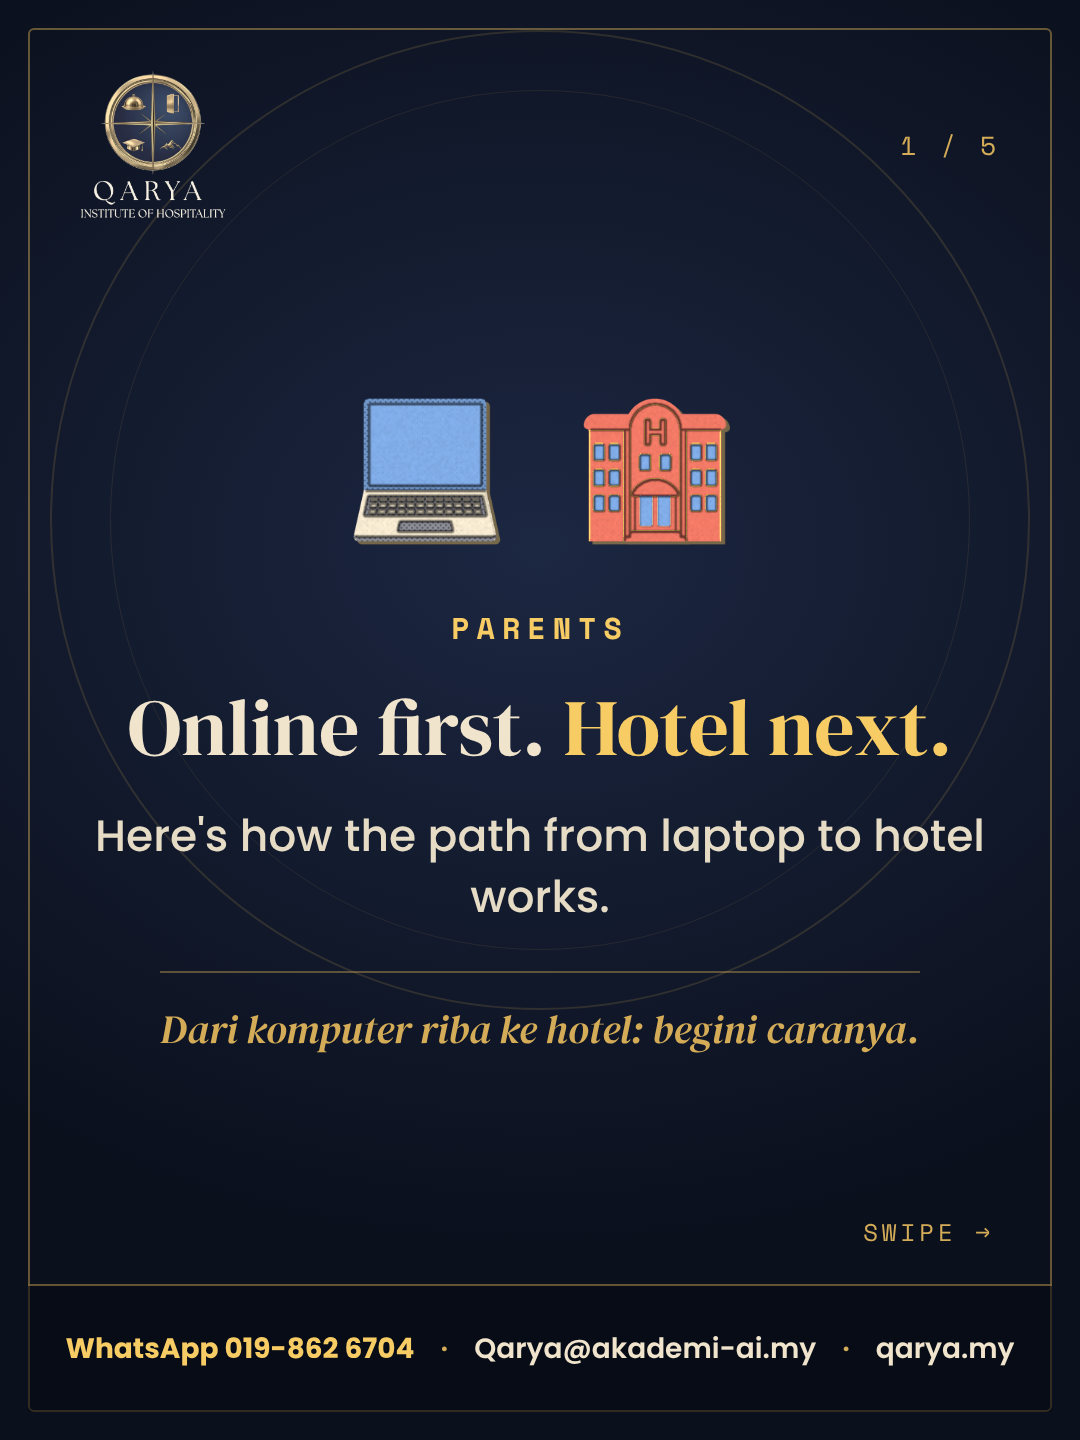 QARYA
INSTITUTE OF HOSPITALITY
1 / 5
H
PARENTS
Online first. Hotel next.
Here's how the path from laptop to hotel
works.
Dari komputer riba ke hotel: begini caranya.
SWIPE →
WhatsApp 019-862 6704 · Qarya@akademi-ai.my · qarya.my